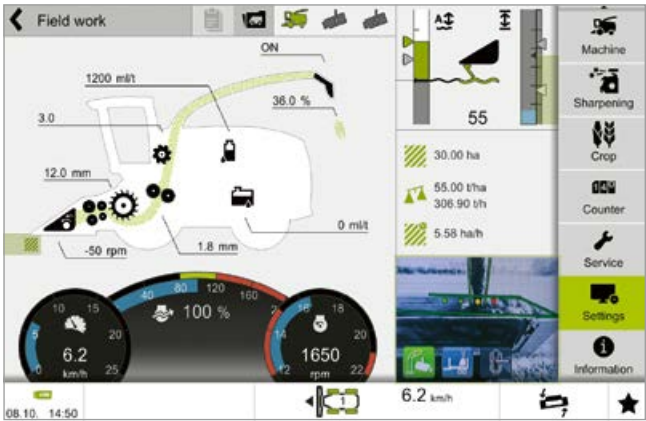 Field work
ON
1200 ml/t
36.0 %
3.0
12.0 mm
-50 rpm
1.8 mm
0 ml/t
55
30.00 ha
55.00 t/ha
306.90 t/h
5.58 ha/h
40 80 120 160
100 %
0 5 10 15 20 25
6.2
km/h
12 14 16 18 20 22
1650
rpm
Machine
Sharpening
Crop
Counter
Service
Settings
Information
08.10. 14:50
1
6.2 km/h